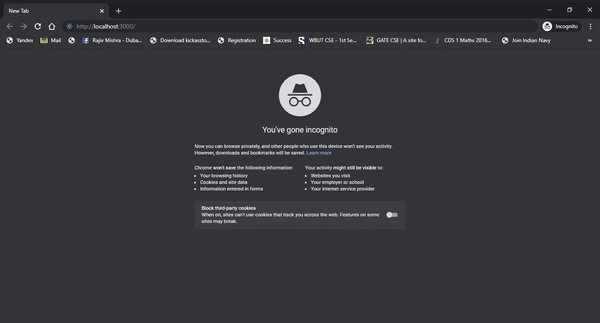 New Tab
http://localhost:3000/
Incognito
Yandex
Mail
Rajiv Mishra - Duba...
Download kickassto...
Registration
Success
WBUT CSE - 1st Se...
GATE CSE | A site fo...
CDS 1 Maths 2016...
Join Indian Navy
»
You've gone incognito
Now you can browse privately, and other people who use this device won't see your activity.
However, downloads and bookmarks will be saved. Learn more
Chrome won't save the following information:
• Your browsing history
• Cookies and site data
• Information entered in forms
Your activity might still be visible to:
• Websites you visit
• Your employer or school
• Your internet service provider
Block third-party cookies
When on, sites can't use cookies that track you across the web. Features on some
sites may break.